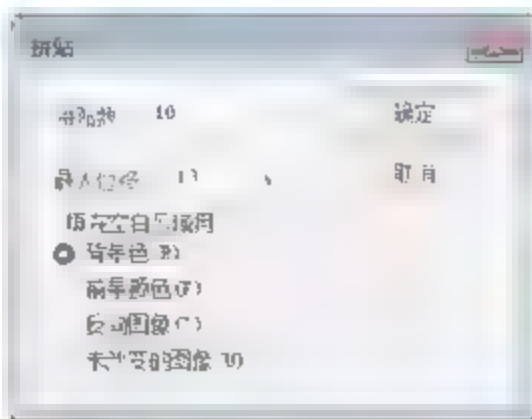 拼贴
拼贴数 10 确定
最大位移 10 % 取消
填充空白区域用
背景色(B)
前景颜色(F)
反向图像(I)
未改变的图像(U)